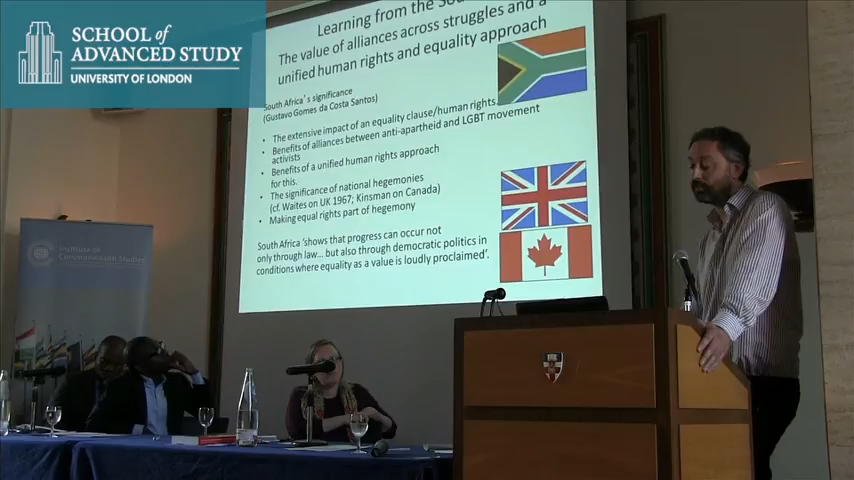 SCHOOL of
ADVANCED STUDY
UNIVERSITY OF LONDON
Learning from the
The value of alliances across struggles and a
unified human rights and equality approach
South Africa's significance
(Gustavo Gomes da Costa Santos)
• The extensive impact of an equality clause/human rights.
• Benefits of alliances between anti-apartheid and LGBT movement
activists
• Benefits of a unified human rights approach
for this.
• The significance of national hegemonies
(cf. Waites on UK 1967; Kinsman on Canada)
• Making equal rights part of hegemony
South Africa 'shows that progress can occur not
only through law... but also through democratic politics in
conditions where equality as a value is loudly proclaimed'.
Institute of
Commonwealth Studies